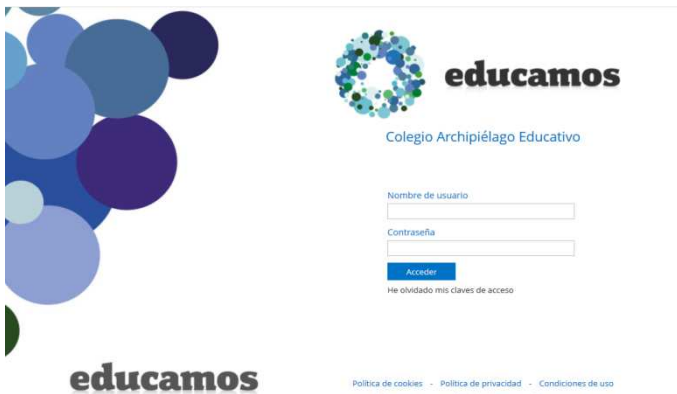 educamos
Colegio Archipiélago Educativo
Nombre de usuario
Contraseña
Acceder
He olvidado mis claves de acceso
educamos
Política de cookies - Política de privacidad - Condiciones de uso